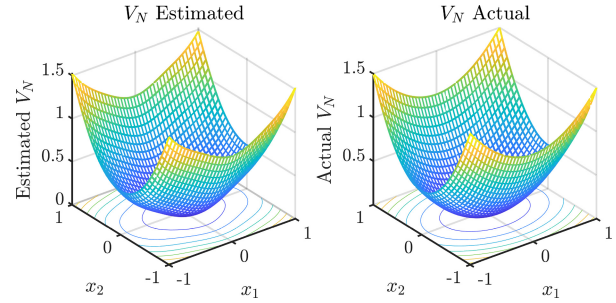 V_N Estimated
V_N Actual
Estimated V_N
1.5
1
0.5
0
1
0
-1
x_2
-1
0
1
x_1
Actual V_N
1.5
1
0.5
1
0
-1
x_2
-1
0
1
x_1